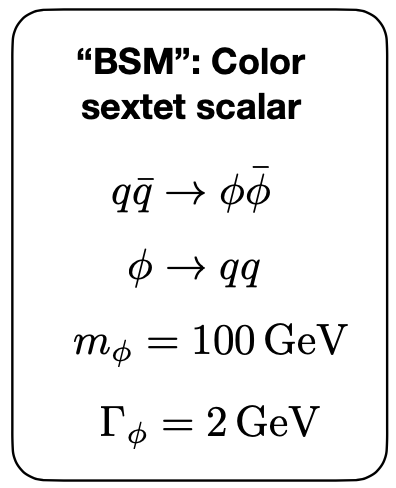 “BSM”: Color
sextet scalar
qq̄ → ϕϕ̄
ϕ → qq
m_ϕ = 100 GeV
Γ_ϕ = 2 GeV